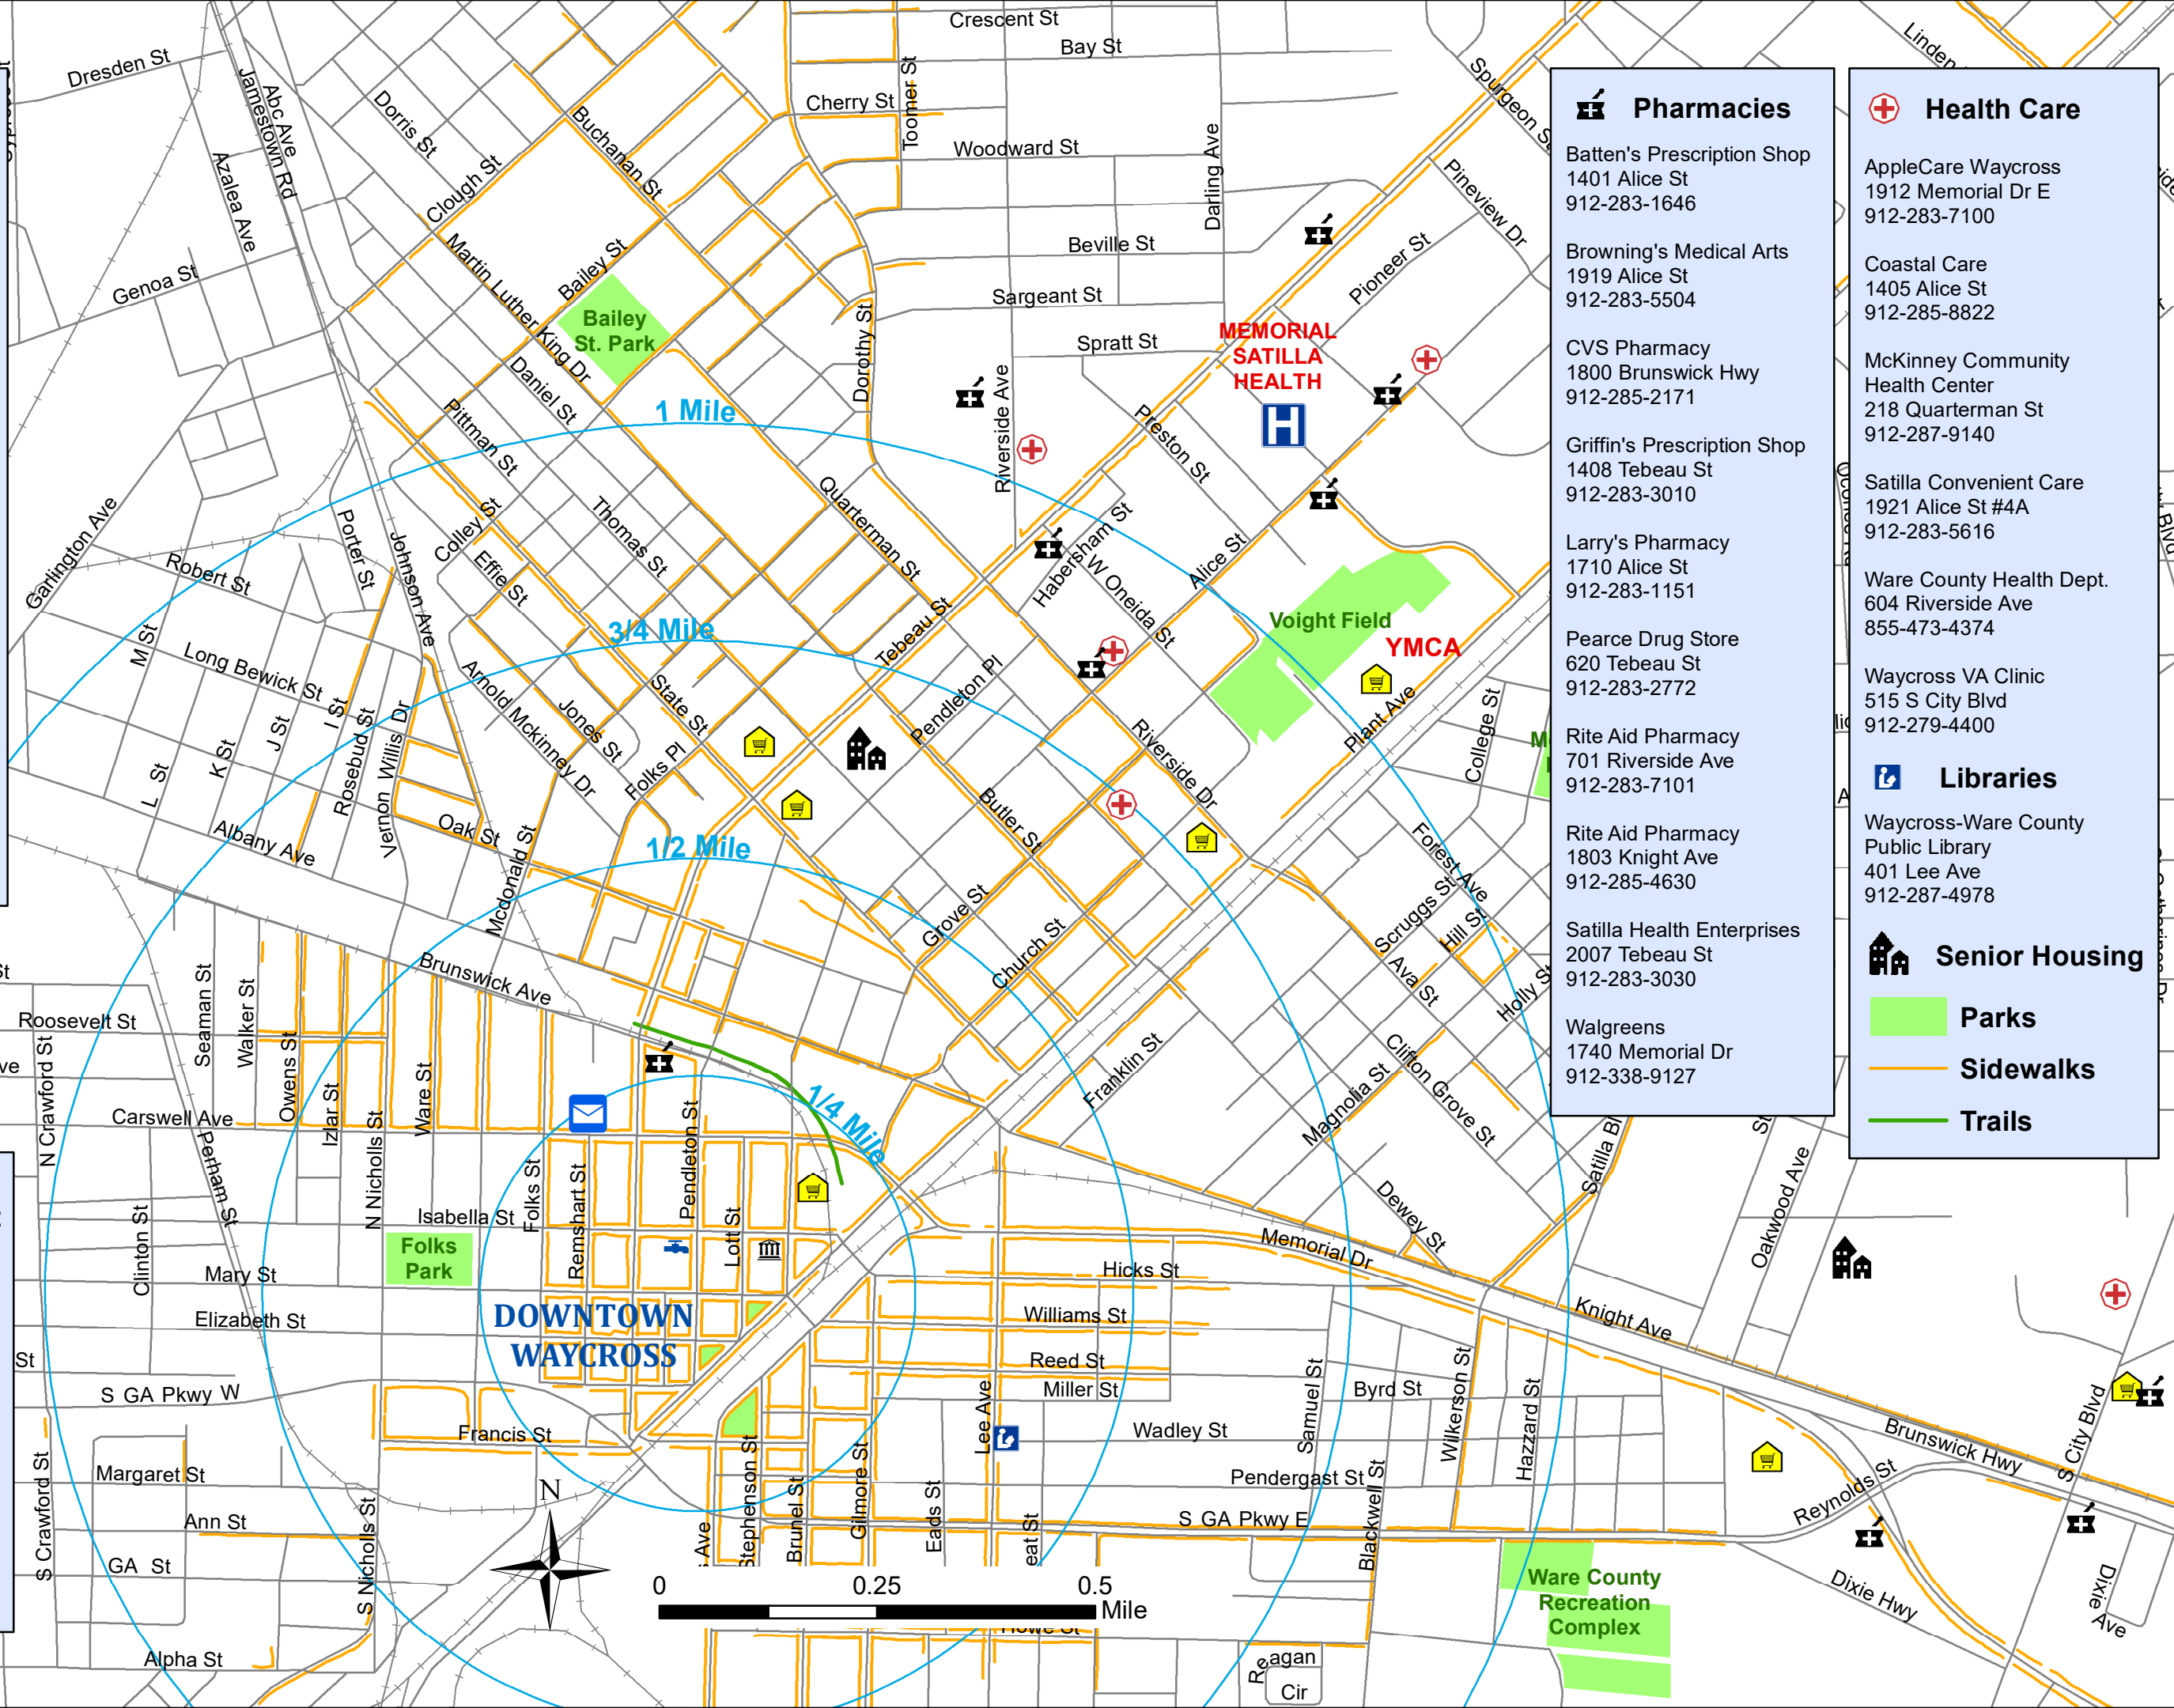 Crescent St
Bay St
Linden
Dresden St
Abc Ave
Jamestown Rd
Dorris St
Buchanan St
Cherry St
Toomer St
Spurgeon St
Azalea Ave
Clough St
Woodward St
Darling Ave
Pineview Dr
Genoa St
Martin Luther King Dr
Bailey St
Beville St
Pioneer St
Sargeant St
Bailey
St. Park
Dorothy St
Spratt St
MEMORIAL
SATILLA
HEALTH
H
Daniel St
Riverside Ave
1 Mile
Pittman St
Preston St
Garlington Ave
Porter St
Johnson Ave
Colley St
Thomas St
Quarterman St
Habersham St
Alice St
Robert St
Effie St
W Oneida St
Voight Field
YMCA
M St
Long Bewick St
3/4 Mile
Tebeau St
Arnold Mckinney Dr
Jones St
State St
Pendleton Pl
Riverside Dr
Plant Ave
College St
L St
K St
J St
I St
Rosebud St
Vernon Willis Dr
Folks Pl
Albany Ave
Oak St
Mcdonald St
1/2 Mile
Butler St
Forest Ave
Scruggs St
Hill St
Grove St
Church St
Ava St
Holly St
Brunswick Ave
Roosevelt St
Seaman St
Walker St
Owens St
Izlar St
Ware St
N Nicholls St
N Crawford St
Carswell Ave
Perham St
Franklin St
Magnolia St
Clifton Grove St
Satilla Bl
Oakwood Ave
1/4 Mile
Clinton St
Isabella St
Folks St
Remshart St
Pendleton St
Lott St
Folks
Park
Mary St
Elizabeth St
St
DOWNTOWN
WAYCROSS
Dewey St
Memorial Dr
Hicks St
Williams St
Reed St
Miller St
Knight Ave
S GA Pkwy W
Francis St
Lee Ave
Wadley St
Samuel St
Byrd St
Wilkerson St
Hazzard St
Brunswick Hwy
S City Blvd
Margaret St
Ann St
GA St
S Crawford St
S Nicholls St
Alpha St
N
Stephenson St
Brunel St
Gilmore St
Eads St
Pendergast St
S GA Pkwy E
Blackwell St
Reynolds St
Dixie Hwy
Dixie Ave
Ware County
Recreation
Complex
0 0.25 0.5
Mile
Howe St
Reagan
Cir
Pharmacies
Batten's Prescription Shop
1401 Alice St
912-283-1646
Browning's Medical Arts
1919 Alice St
912-283-5504
CVS Pharmacy
1800 Brunswick Hwy
912-285-2171
Griffin's Prescription Shop
1408 Tebeau St
912-283-3010
Larry's Pharmacy
1710 Alice St
912-283-1151
Pearce Drug Store
620 Tebeau St
912-283-2772
Rite Aid Pharmacy
701 Riverside Ave
912-283-7101
Rite Aid Pharmacy
1803 Knight Ave
912-285-4630
Satilla Health Enterprises
2007 Tebeau St
912-283-3030
Walgreens
1740 Memorial Dr
912-338-9127
Health Care
AppleCare Waycross
1912 Memorial Dr E
912-283-7100
Coastal Care
1405 Alice St
912-285-8822
McKinney Community
Health Center
218 Quarterman St
912-287-9140
Satilla Convenient Care
1921 Alice St #4A
912-283-5616
Ware County Health Dept.
604 Riverside Ave
855-473-4374
Waycross VA Clinic
515 S City Blvd
912-279-4400
Libraries
Waycross-Ware County
Public Library
401 Lee Ave
912-287-4978
Senior Housing
Parks
Sidewalks
Trails